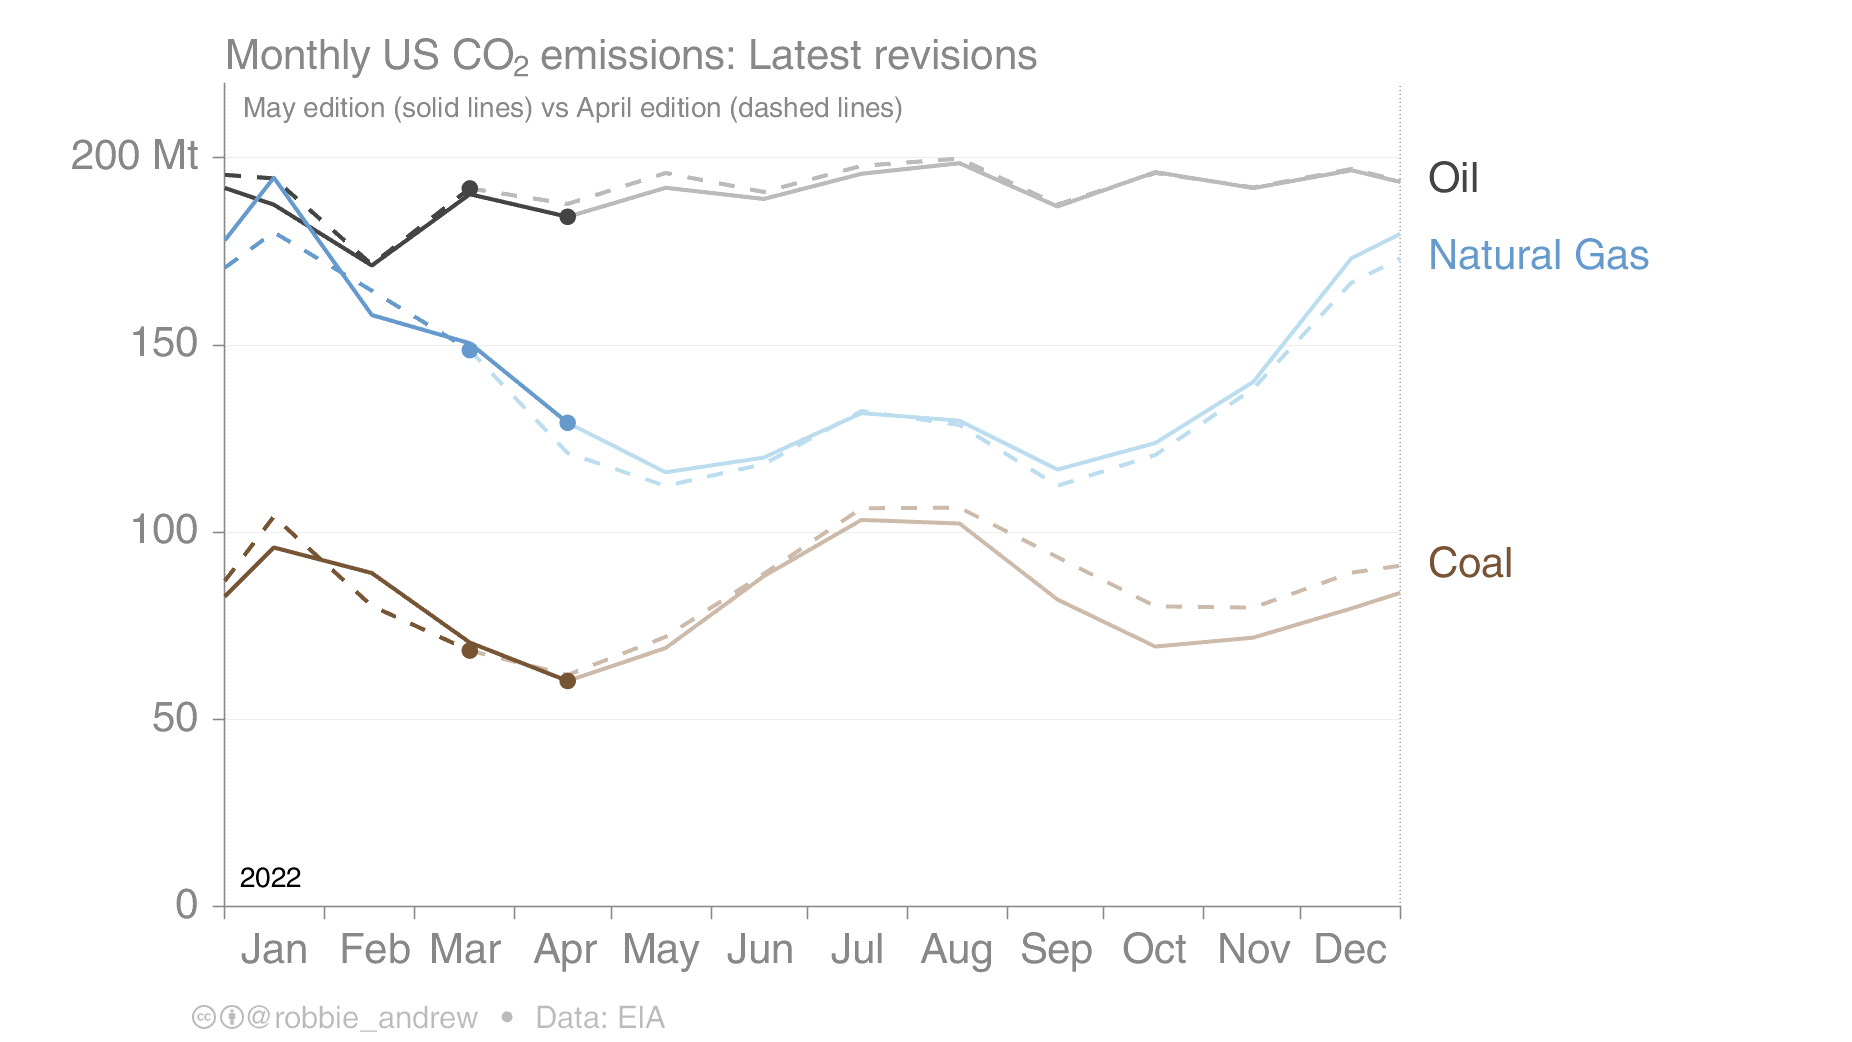 Monthly US CO₂ emissions: Latest revisions
May edition (solid lines) vs April edition (dashed lines)
200 Mt
150
100
50
0
Oil
Natural Gas
Coal
2022
Jan Feb Mar Apr May Jun Jul Aug Sep Oct Nov Dec
cc @robbie_andrew • Data: EIA